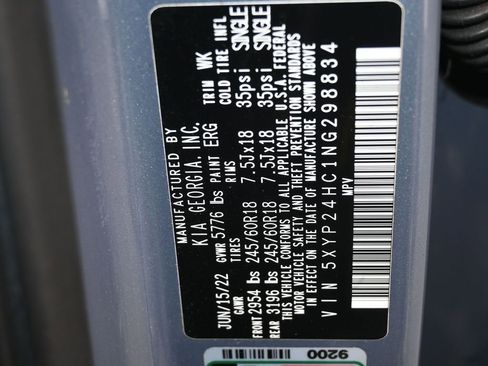 MANUFACTURED BY
KIA GEORGIA. INC.
JUN/15/22 GVWR 5776 lbs PAINT ERG TRIM WK
GAWR TIRES RIMS COLD TIRE INFL
FRONT 2954 lbs 245/60R18 7.5Jx18 35psi SINGLE
REAR 3196 lbs 245/60R18 7.5Jx18 35psi SINGLE
THIS VEHICLE CONFORMS TO ALL APPLICABLE U.S.A. FEDERAL
MOTOR VEHICLE SAFETY AND THEFT PREVENTION STANDARDS
IN EFFECT ON THE DATE OF MANUFACTURE SHOWN ABOVE
VIN 5XYP24HC1NG298834
MPV
9200